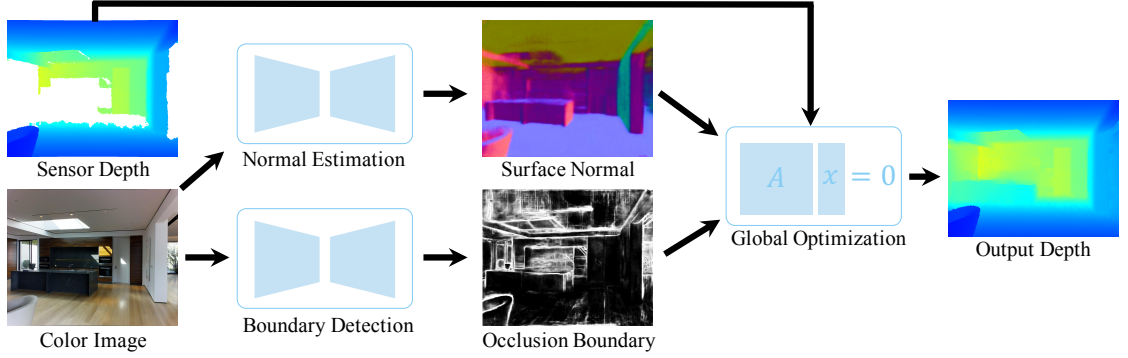 Sensor Depth
Normal Estimation
Surface Normal
A x = 0
Global Optimization
Output Depth
Color Image
Boundary Detection
Occlusion Boundary